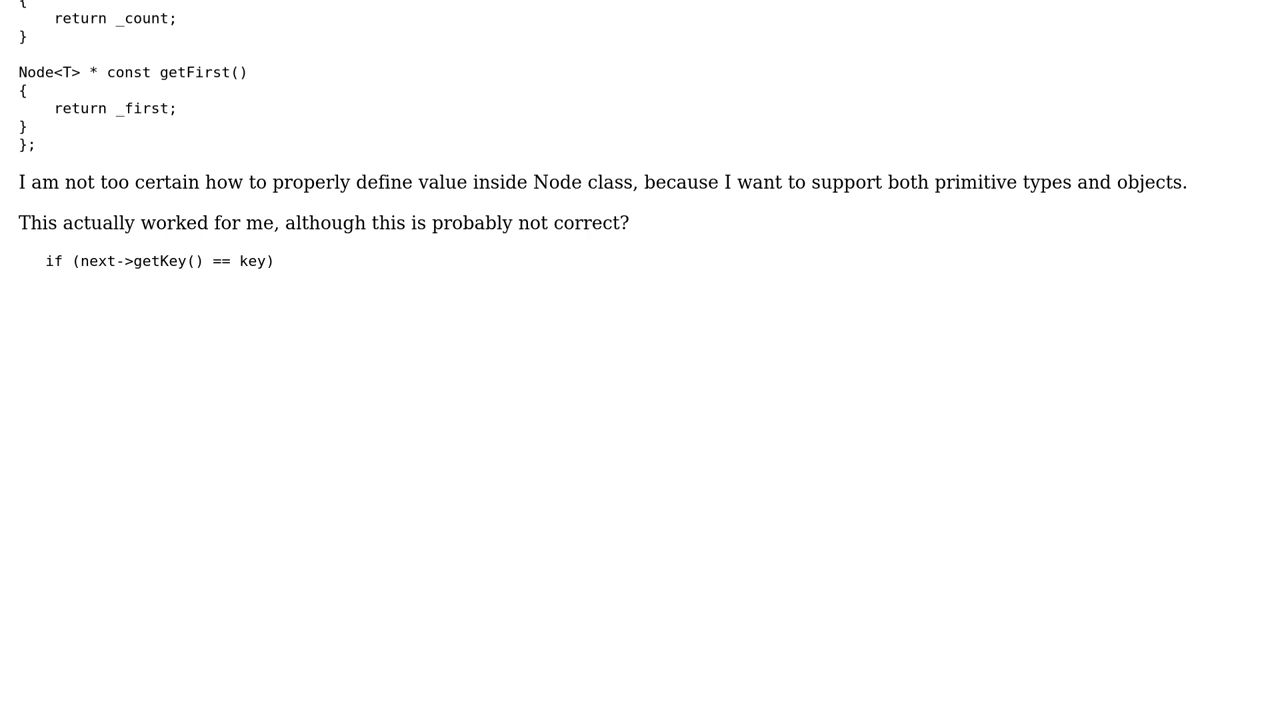 {
    return _count;
}

Node<T> * const getFirst()
{
    return _first;
}
};
I am not too certain how to properly define value inside Node class, because I want to support both primitive types and objects.
This actually worked for me, although this is probably not correct?
   if (next->getKey() == key)